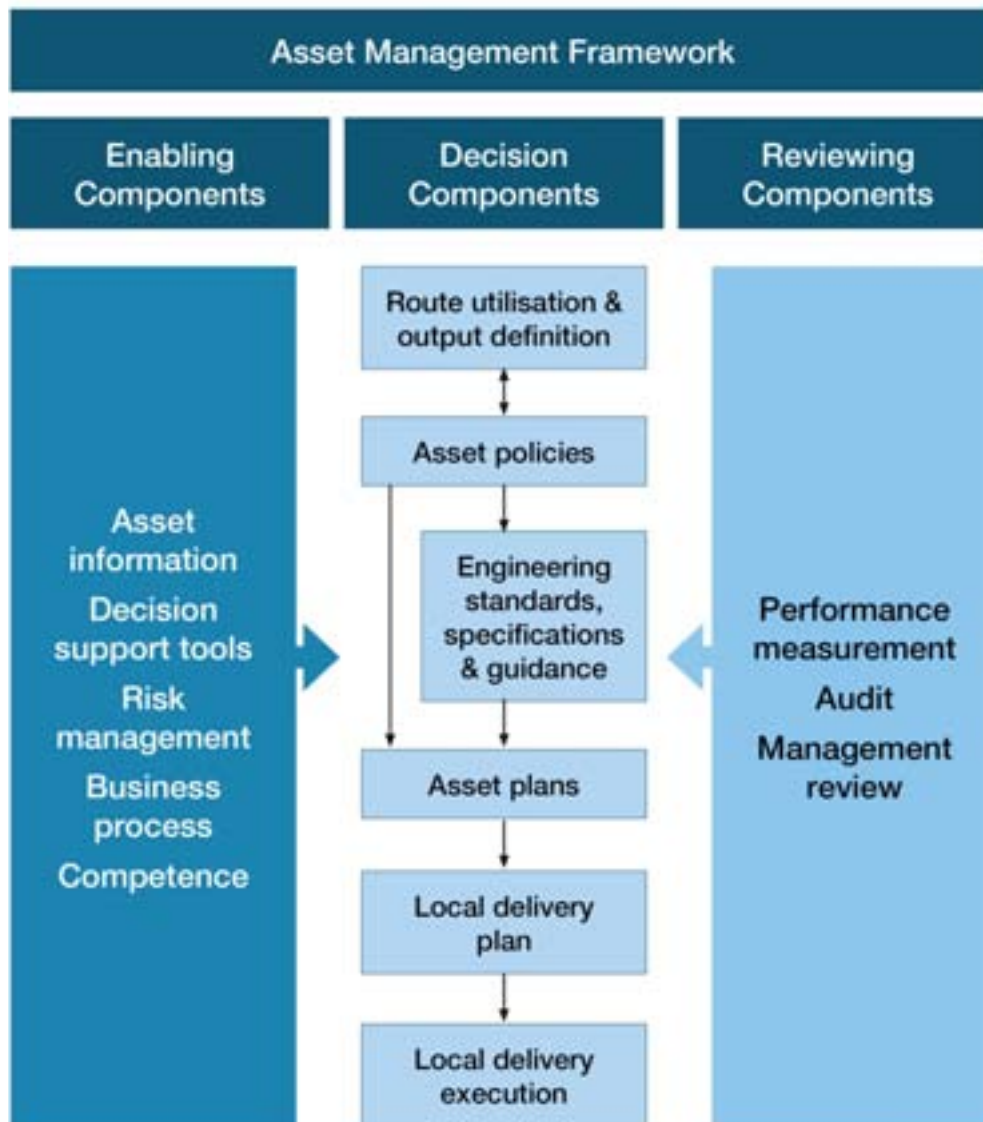 Asset Management Framework
Enabling
Components
Decision
Components
Reviewing
Components
Asset
information
Decision
support tools
Risk
management
Business
process
Competence
Route utilisation &
output definition
Asset policies
Engineering
standards,
specifications
& guidance
Asset plans
Local delivery
plan
Local delivery
execution
Performance
measurement
Audit
Management
review